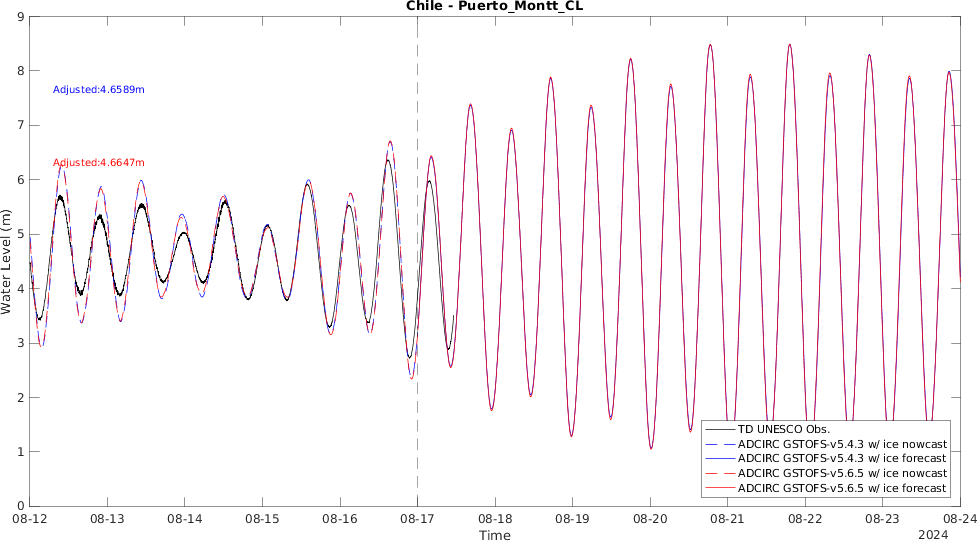 Chile - Puerto_Montt_CL
9
8
7
6
5
4
3
2
1
0
Water Level (m)
Adjusted:4.6589m
Adjusted:4.6647m
TD UNESCO Obs.
ADCIRC GSTOFS-v5.4.3 w/ ice nowcast
ADCIRC GSTOFS-v5.4.3 w/ ice forecast
ADCIRC GSTOFS-v5.6.5 w/ ice nowcast
ADCIRC GSTOFS-v5.6.5 w/ ice forecast
08-12 08-13 08-14 08-15 08-16 08-17 08-18 08-19 08-20 08-21 08-22 08-23 08-24
Time
2024